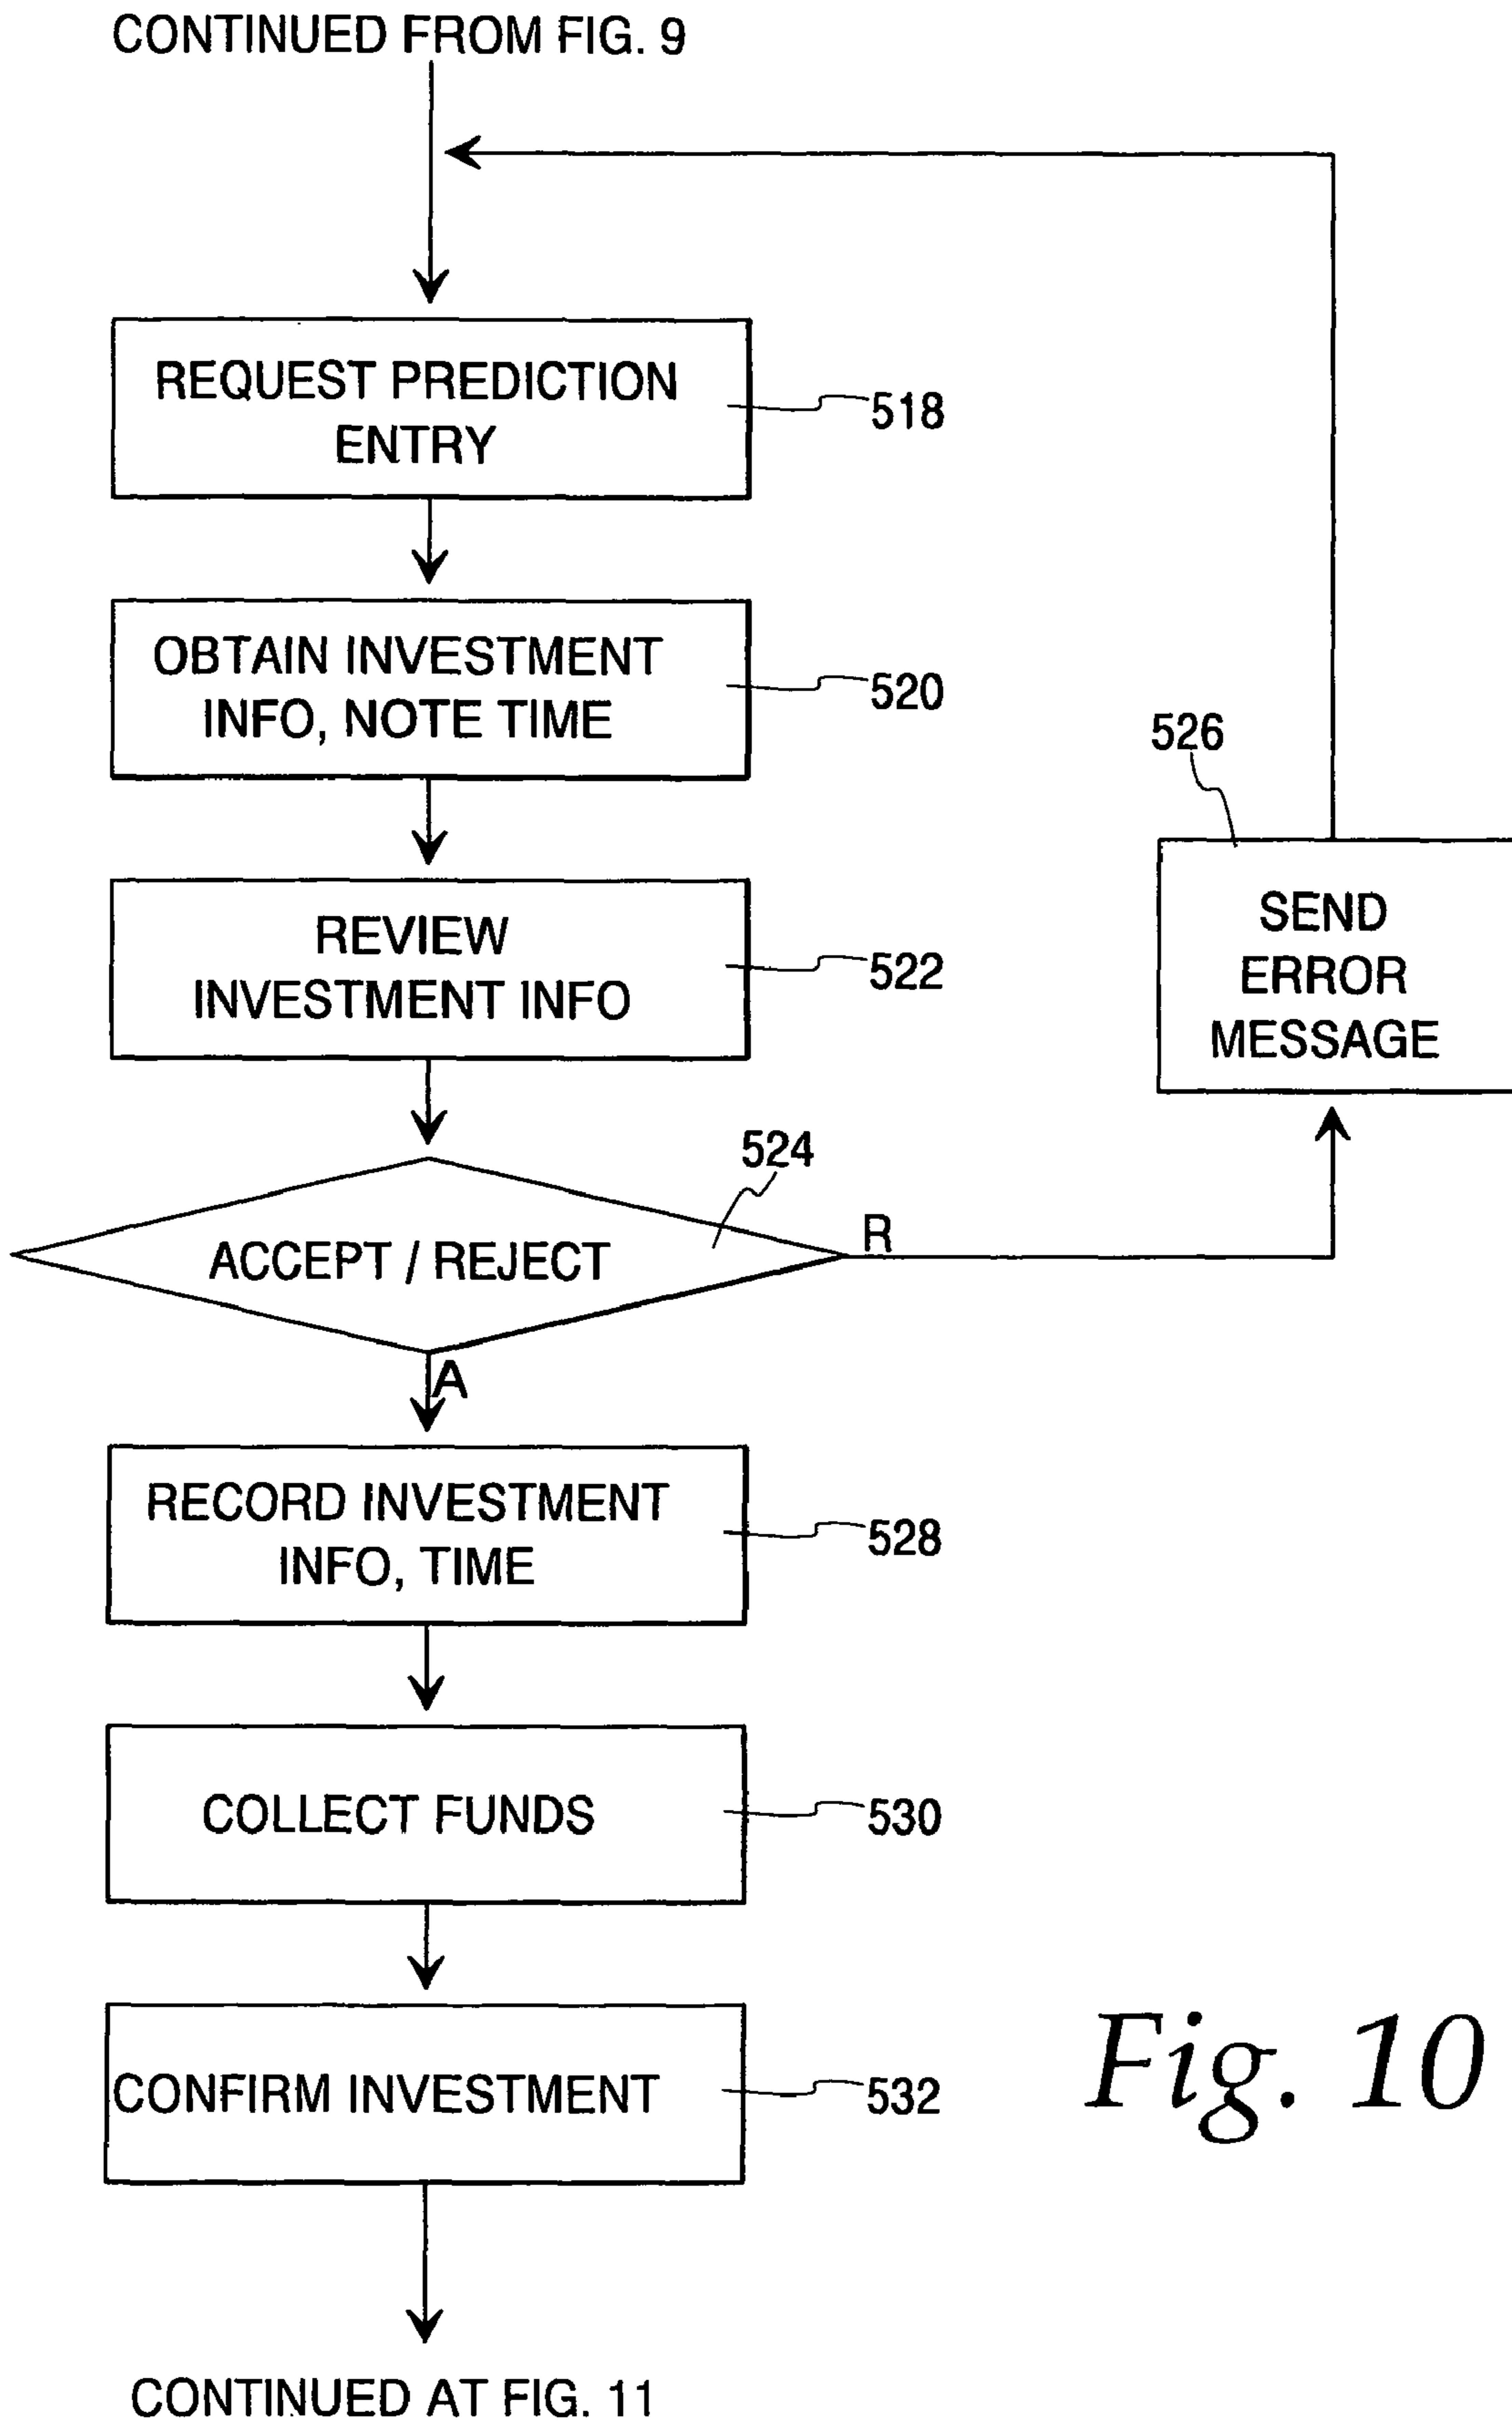 CONTINUED FROM FIG. 9
REQUEST PREDICTION
ENTRY
518
OBTAIN INVESTMENT
INFO, NOTE TIME
520
REVIEW
INVESTMENT INFO
522
526
SEND
ERROR
MESSAGE
524
ACCEPT / REJECT
R
A
RECORD INVESTMENT
INFO, TIME
528
COLLECT FUNDS
530
CONFIRM INVESTMENT
532
Fig. 10
CONTINUED AT FIG. 11